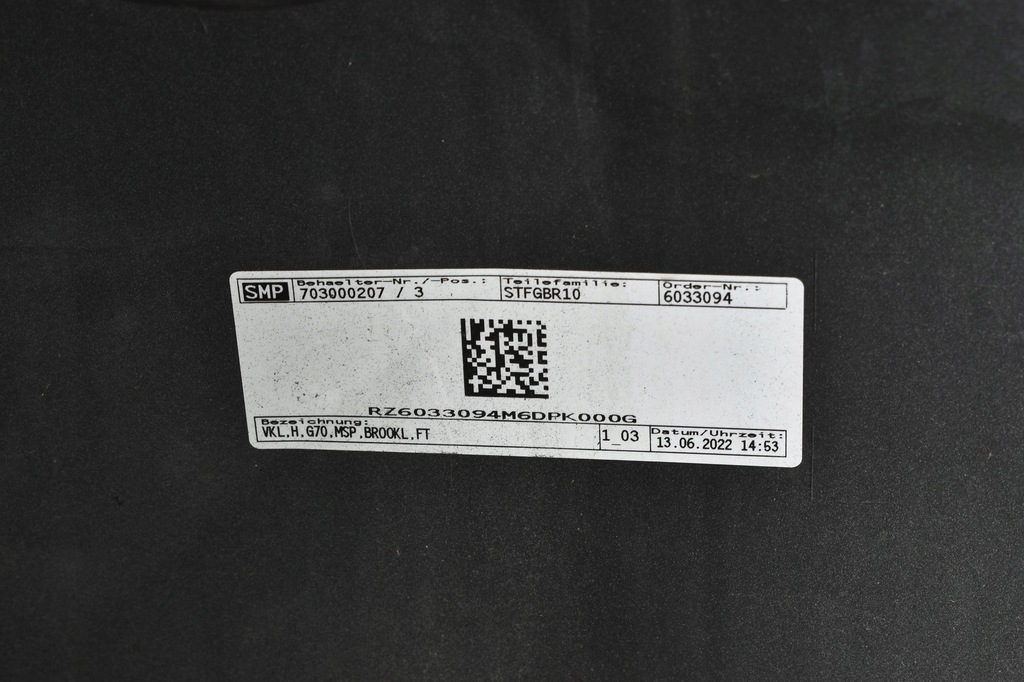 SMP
Behaelter-Nr./-Pos.: Teilefamilie: Order-Nr.:
703000207 / 3 STFGBR10 6033094
RZ6033094M6DPK000G
Bezeichnung: Datum/Uhrzeit:
VKL.H.G70.MSP.BROOKL.FT 1_03 13.06.2022 14:53